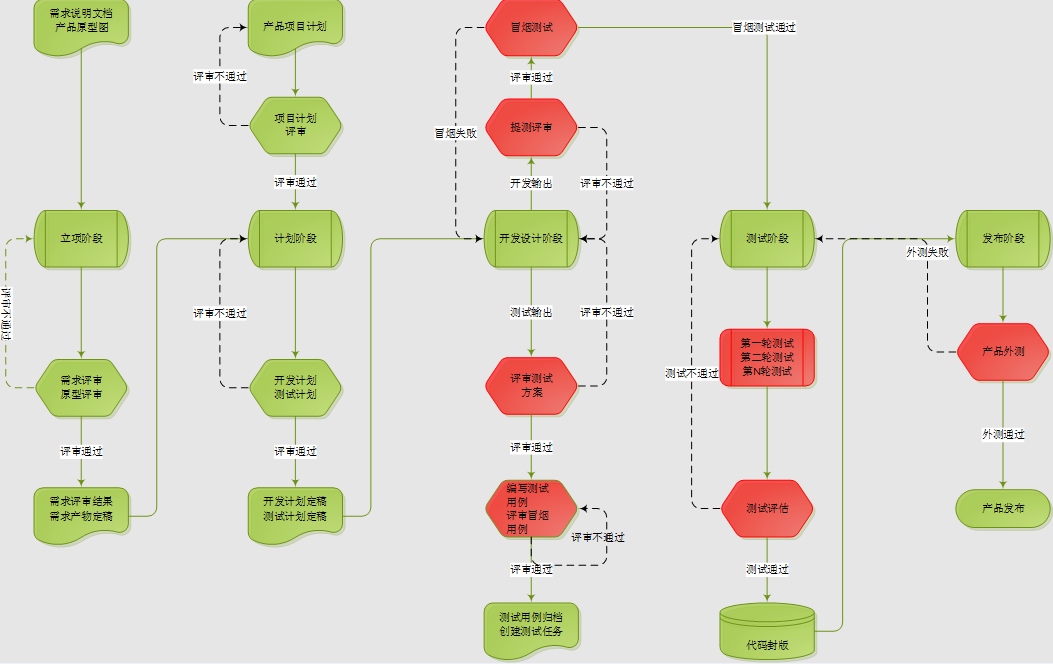 需求说明文档
产品原型图
立项阶段
评审不通过
需求评审
原型评审
评审通过
需求评审结果
需求产物定稿
产品项目计划
评审不通过
项目计划
评审
评审通过
计划阶段
评审不通过
开发计划
测试计划
评审通过
开发计划定稿
测试计划定稿
冒烟测试
评审通过
冒烟失败
提测评审
开发输出
评审不通过
开发设计阶段
测试输出
评审不通过
评审测试
方案
评审通过
编写测试
用例
评审冒烟
用例
评审不通过
评审通过
测试用例归档
创建测试任务
冒烟测试通过
测试阶段
第一轮测试
第二轮测试
第N轮测试
测试不通过
测试评估
测试通过
代码封版
外测失败
发布阶段
产品外测
外测通过
产品发布